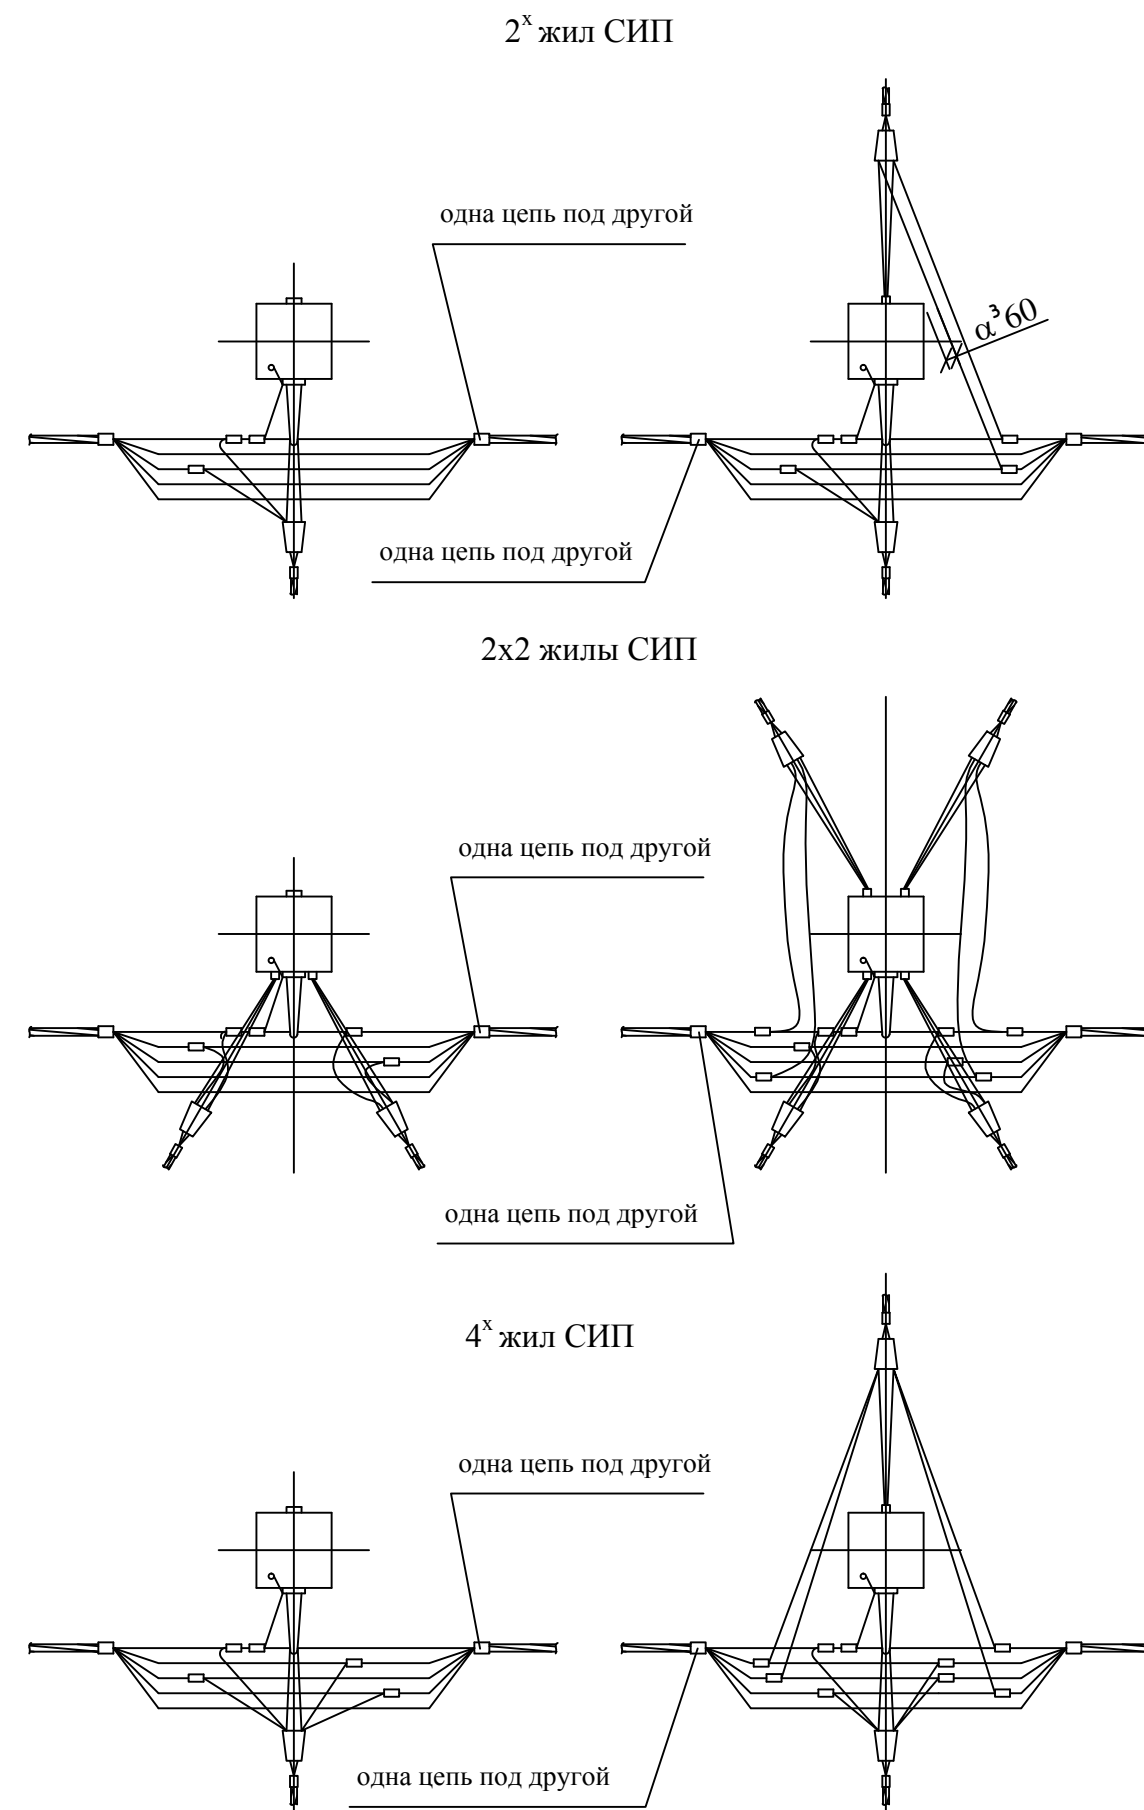 2х жил СИП
одна цепь под другой
α³60
одна цепь под другой
2х2 жилы СИП
одна цепь под другой
одна цепь под другой
4х жил СИП
одна цепь под другой
одна цепь под другой